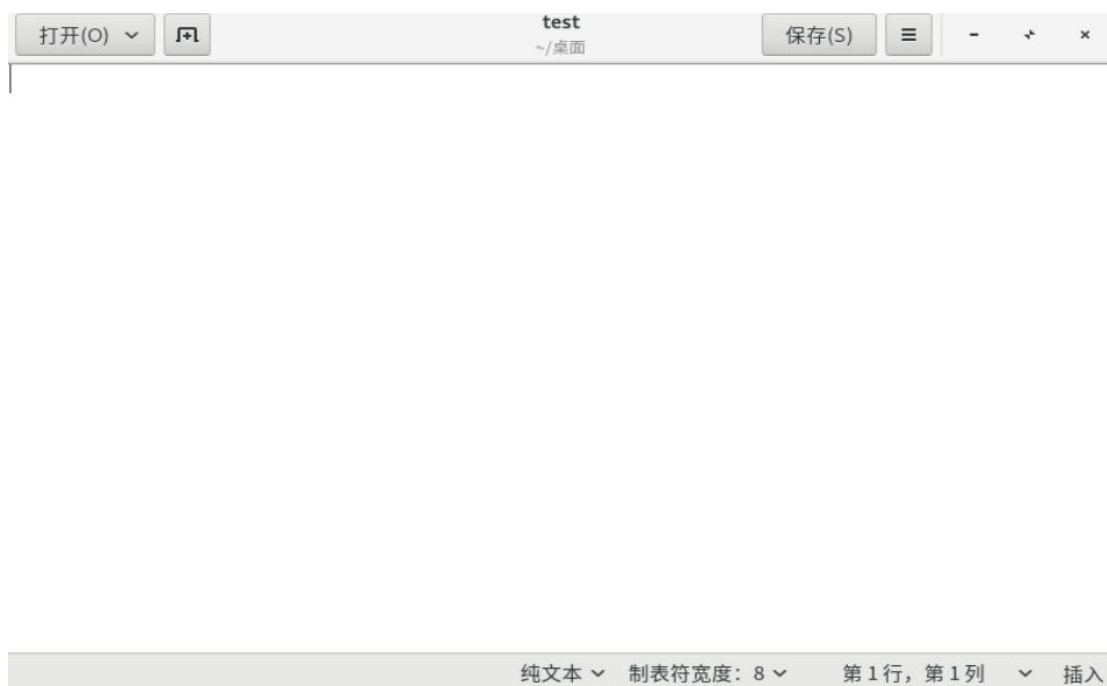 打开(O)
test
~/桌面
保存(S)
纯文本 制表符宽度：8 第 1 行，第 1 列 插入